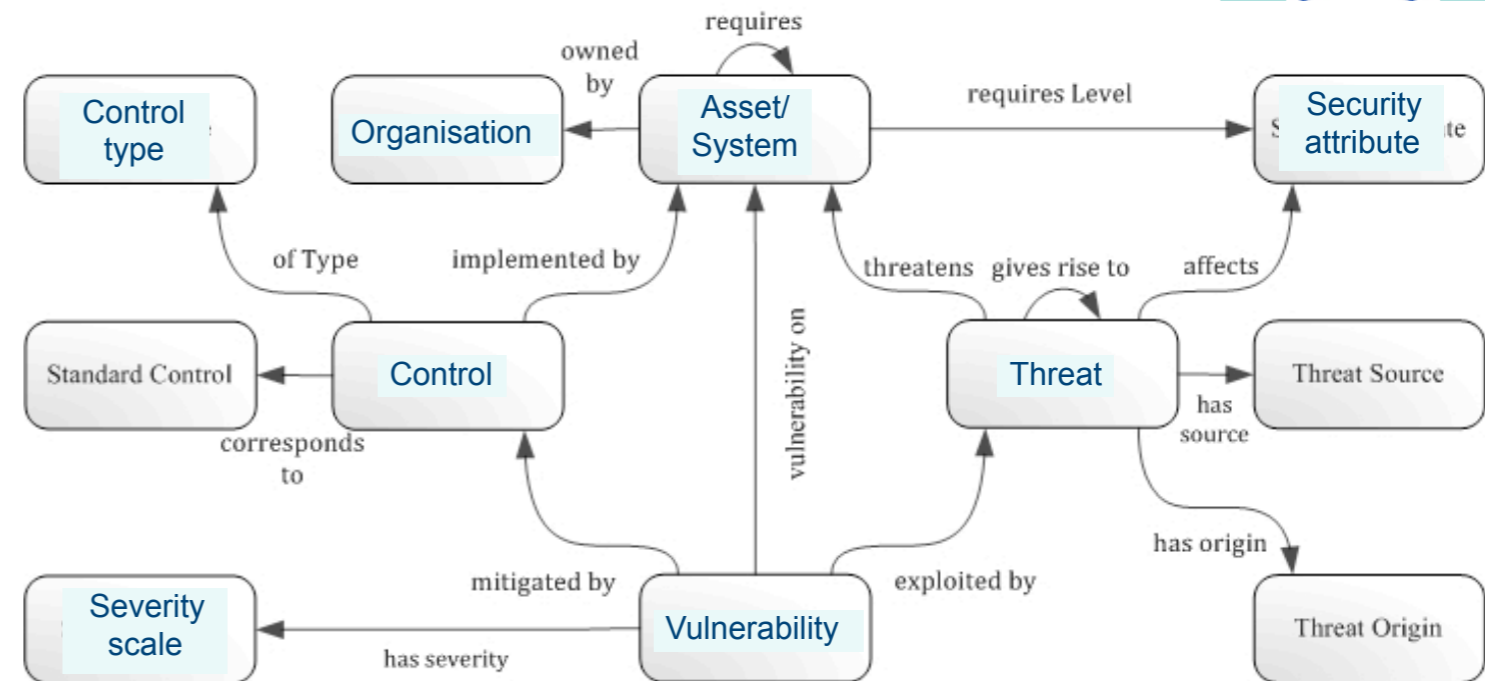 requires
owned
by
Control
type
Organisation
Asset/
System
requires Level
Security
attribute
of Type
implemented by
threatens
gives rise to
affects
vulnerability on
Standard Control
Control
Threat
Threat Source
has
source
corresponds
to
has origin
mitigated by
exploited by
Severity
scale
Vulnerability
Threat Origin
has severity